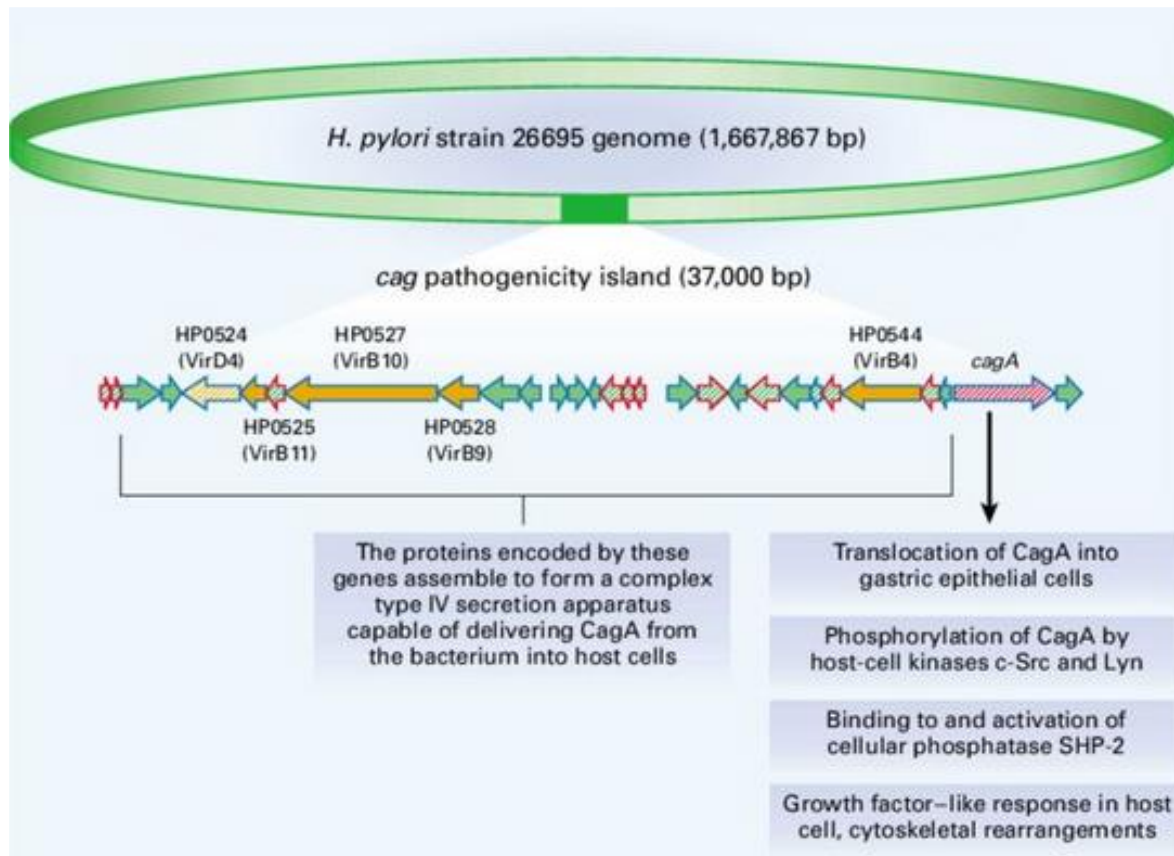 H. pylori strain 26695 genome (1,667,867 bp)
cag pathogenicity island (37,000 bp)
HP0524
(VirD4)
HP0527
(VirB10)
HP0544
(VirB4)
cagA
HP0525
(VirB11)
HP0528
(VirB9)
The proteins encoded by these
genes assemble to form a complex
type IV secretion apparatus
capable of delivering CagA from
the bacterium into host cells
Translocation of CagA into
gastric epithelial cells
Phosphorylation of CagA by
host-cell kinases c-Src and Lyn
Binding to and activation of
cellular phosphatase SHP-2
Growth factor–like response in host
cell, cytoskeletal rearrangements